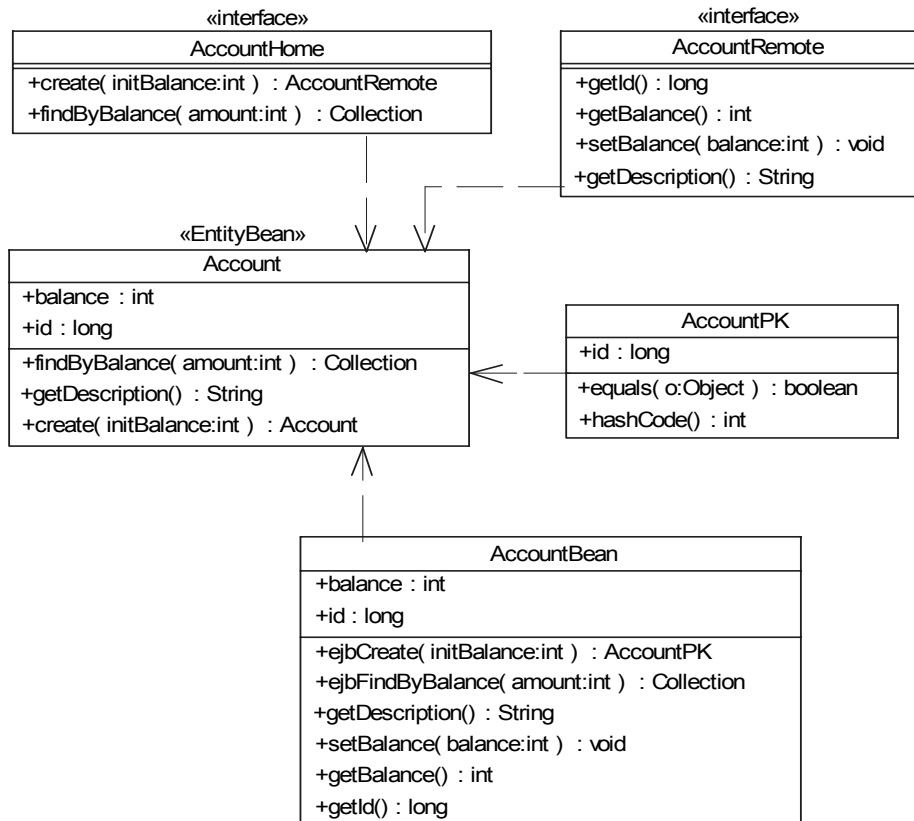 «interface»
AccountHome
+create( initBalance:int ) : AccountRemote
+findByBalance( amount:int ) : Collection
«interface»
AccountRemote
+getId() : long
+getBalance() : int
+setBalance( balance:int ) : void
+getDescription() : String
«EntityBean»
Account
+balance : int
+id : long
+findByBalance( amount:int ) : Collection
+getDescription() : String
+create( initBalance:int ) : Account
AccountPK
+id : long
+equals( o:Object ) : boolean
+hashCode() : int
AccountBean
+balance : int
+id : long
+ejbCreate( initBalance:int ) : AccountPK
+ejbFindByBalance( amount:int ) : Collection
+getDescription() : String
+setBalance( balance:int ) : void
+getBalance() : int
+getId() : long